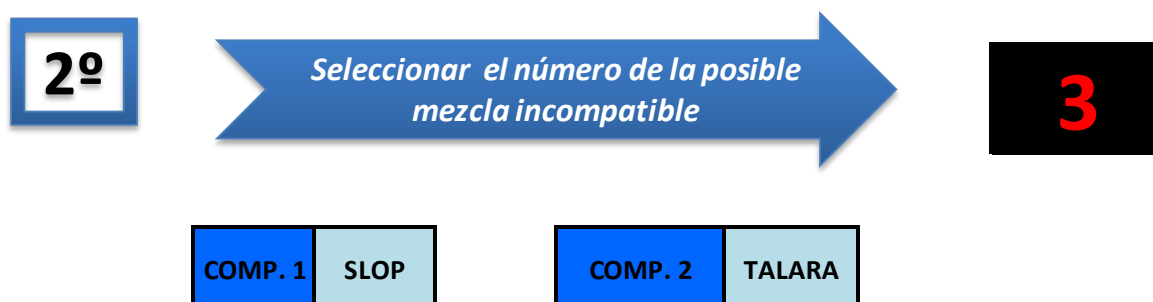 2º
Seleccionar el número de la posible
mezcla incompatible
3
COMP. 1 SLOP COMP. 2 TALARA